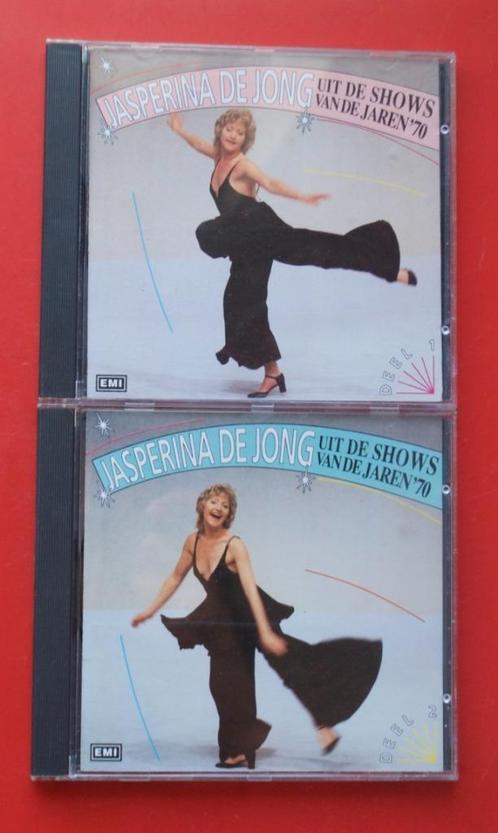 JASPERINA DE JONG
UIT DE SHOWS
VAN DE JAREN '70
EMI
DEEL 1
JASPERINA DE JONG
UIT DE SHOWS
VAN DE JAREN '70
EMI
DEEL 2